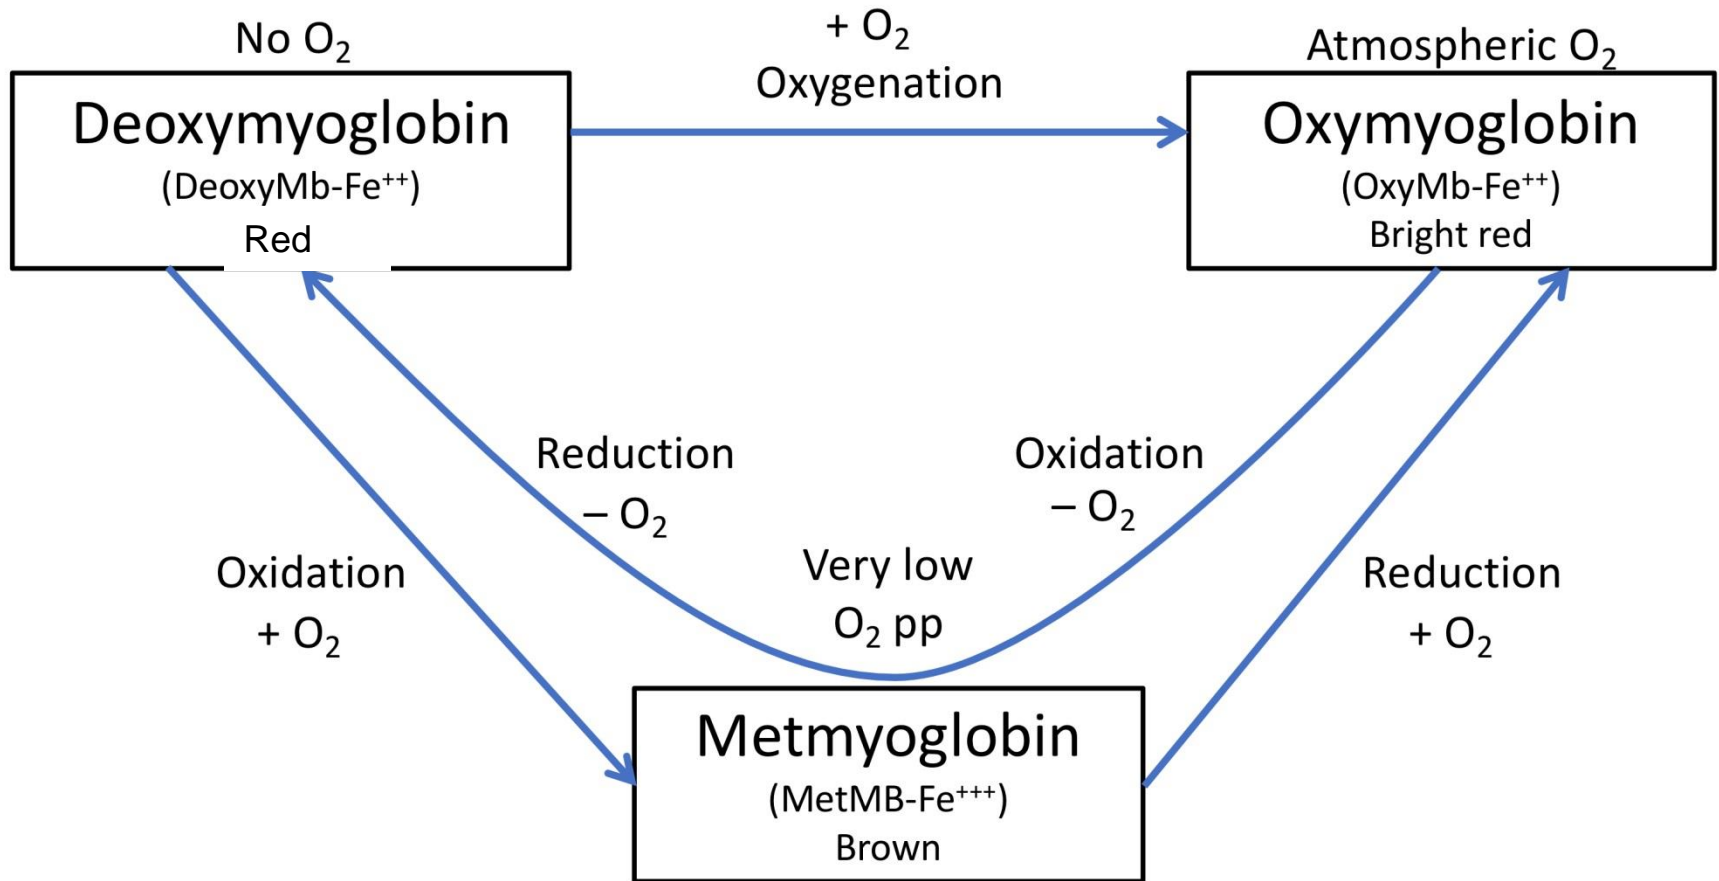 No O₂
Deoxymyoglobin
(DeoxyMb-Fe⁺⁺)
Red
+ O₂
Oxygenation
Atmospheric O₂
Oxymyoglobin
(OxyMb-Fe⁺⁺)
Bright red
Reduction
– O₂
Oxidation
– O₂
Oxidation
+ O₂
Very low
O₂ pp
Reduction
+ O₂
Metmyoglobin
(MetMB-Fe⁺⁺⁺)
Brown